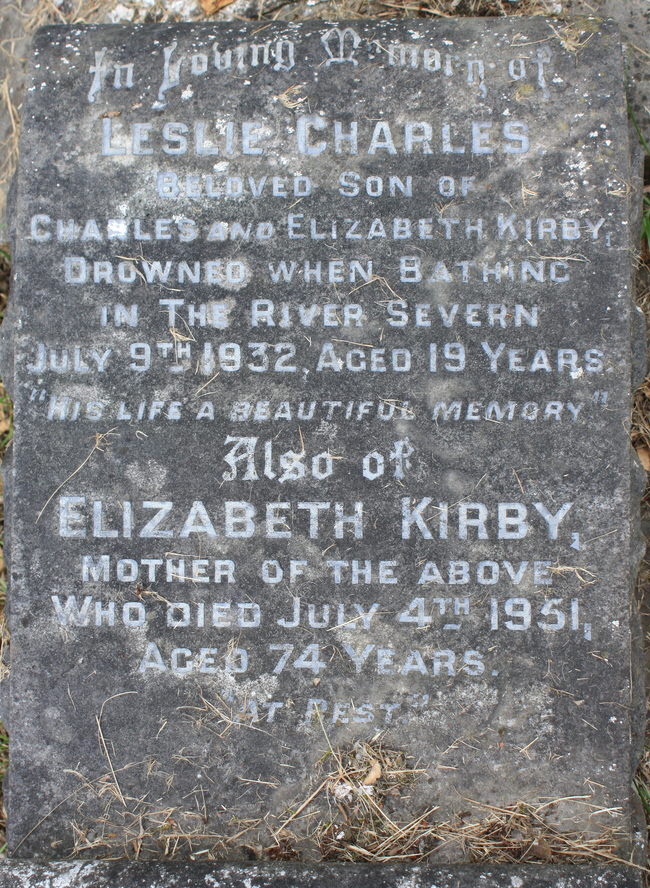 In Loving Memory of
LESLIE CHARLES
BELOVED SON OF
CHARLES AND ELIZABETH KIRBY,
DROWNED WHEN BATHING
IN THE RIVER SEVERN
JULY 9TH 1932, AGED 19 YEARS.
"HIS LIFE A BEAUTIFUL MEMORY"
Also of
ELIZABETH KIRBY,
MOTHER OF THE ABOVE
WHO DIED JULY 4TH 1951,
AGED 74 YEARS.
"AT REST."